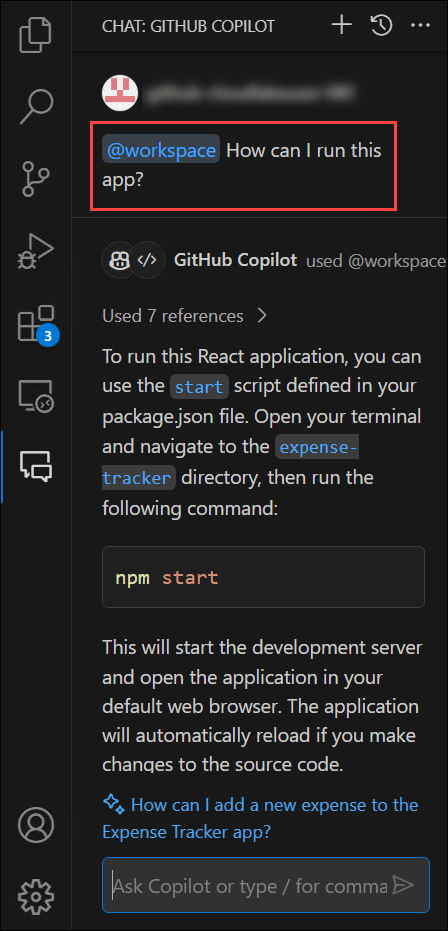 CHAT: GITHUB COPILOT
@workspace How can I run this
app?
GitHub Copilot used @workspace
Used 7 references
To run this React application, you can
use the start script defined in your
package.json file. Open your terminal
and navigate to the expense-
tracker directory, then run the
following command:
npm start
This will start the development server
and open the application in your
default web browser. The application
will automatically reload if you make
changes to the source code.
How can I add a new expense to the
Expense Tracker app?
Ask Copilot or type / for comma
3